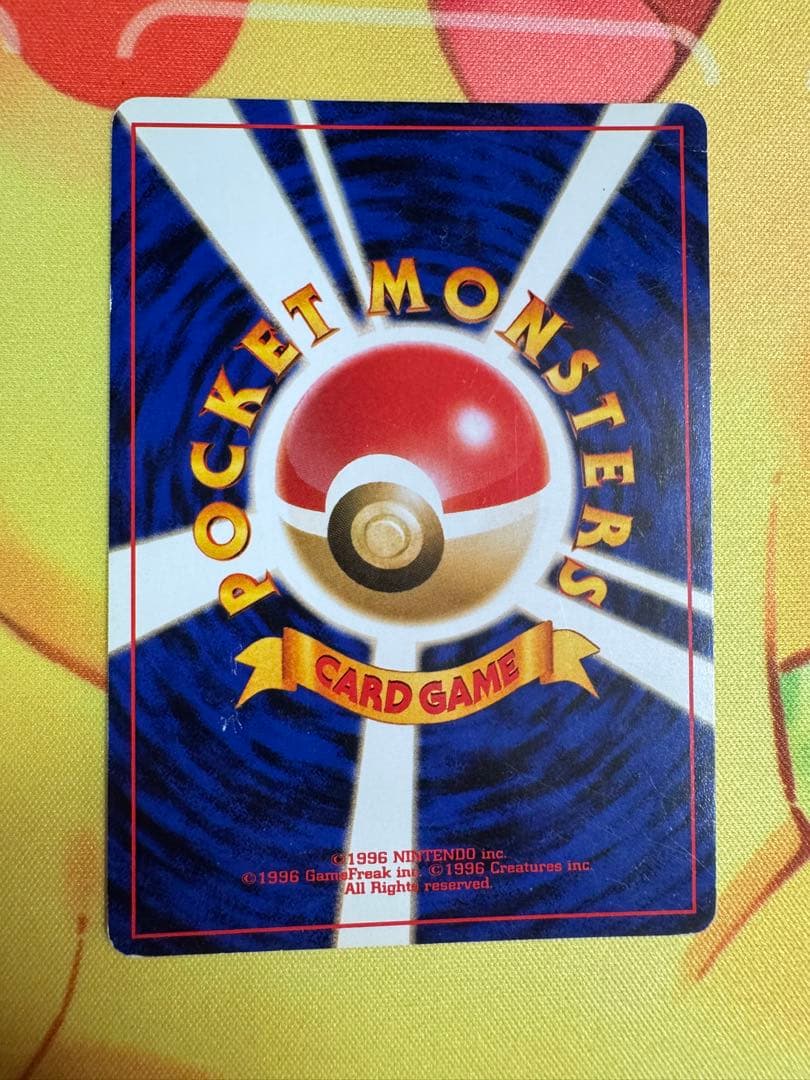 POCKET MONSTERS
CARD GAME
©1996 NINTENDO inc.
©1996 GameFreak inc. ©1996 Creatures inc.
All Rights reserved.